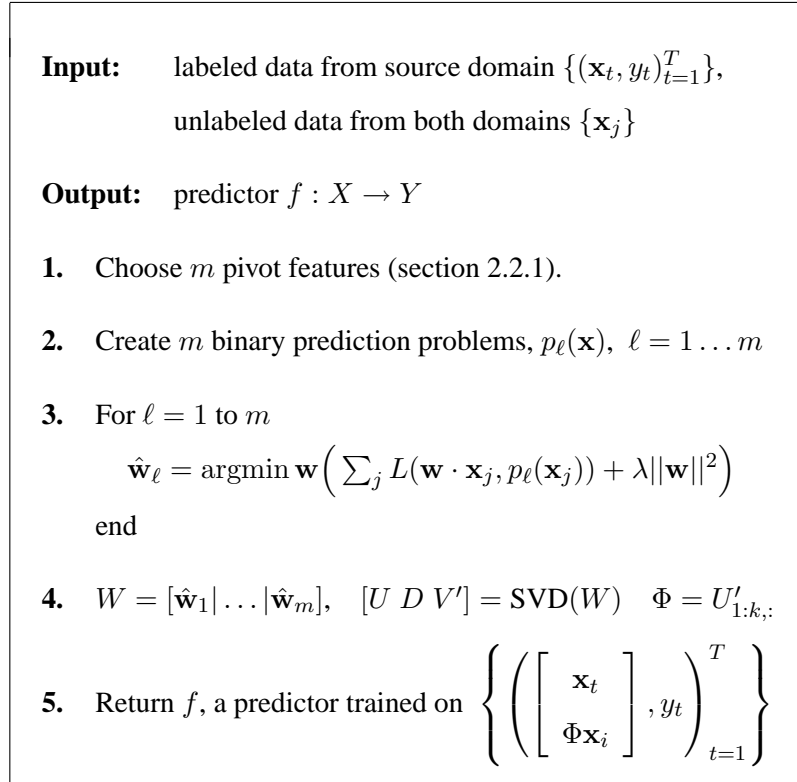 Input: labeled data from source domain {(𝐱_t, y_t)_{t=1}^T},
unlabeled data from both domains {𝐱_j}
Output: predictor f : X → Y
1. Choose m pivot features (section 2.2.1).
2. Create m binary prediction problems, p_ℓ(𝐱), ℓ = 1 … m
3. For ℓ = 1 to m
ŵ_ℓ = argmin 𝐰( ∑_j L(𝐰 · 𝐱_j, p_ℓ(𝐱_j)) + λ||𝐰||² )
end
4. W = [ŵ_1| … |ŵ_m], [U D V′] = SVD(W) Φ = U′_{1:k,:}
5. Return f, a predictor trained on { ( [ 𝐱_t ; Φ𝐱_i ], y_t )_{t=1}^T }